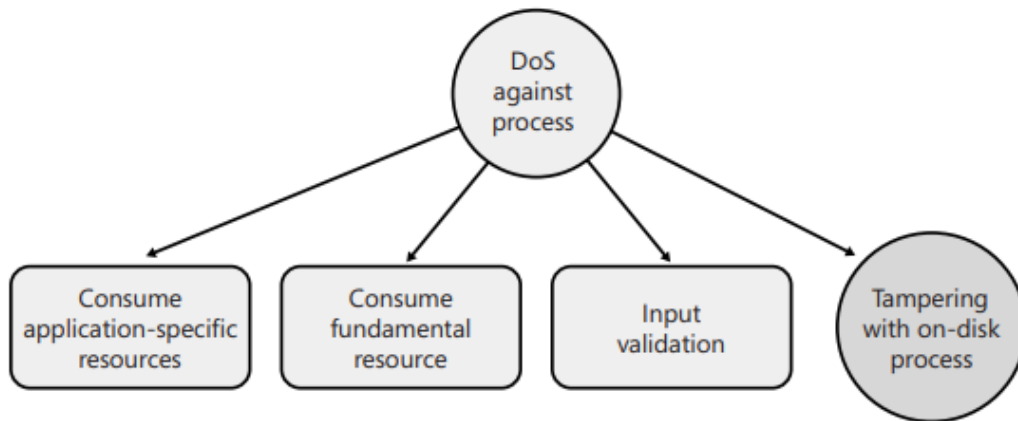 DoS
against
process
Consume
application-specific
resources
Consume
fundamental
resource
Input
validation
Tampering
with on-disk
process